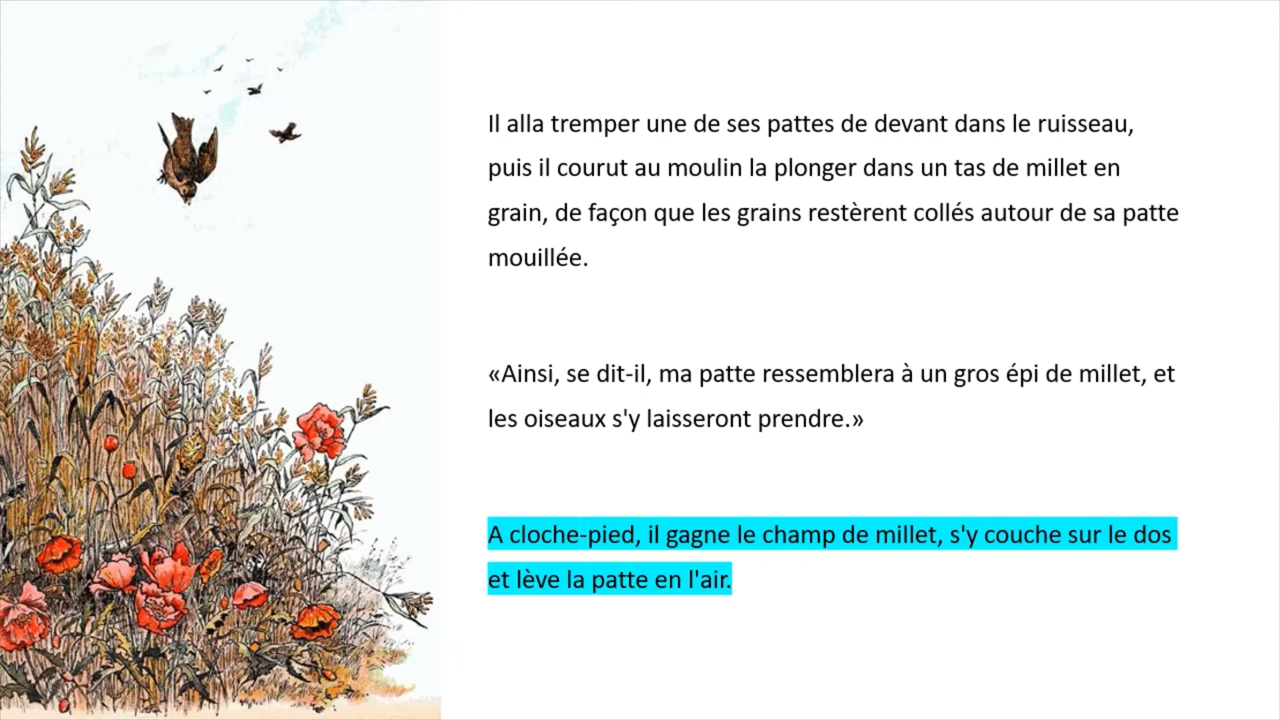 Il alla tremper une de ses pattes de devant dans le ruisseau,
puis il courut au moulin la plonger dans un tas de millet en
grain, de façon que les grains restèrent collés autour de sa patte
mouillée.
«Ainsi, se dit-il, ma patte ressemblera à un gros épi de millet, et
les oiseaux s'y laisseront prendre.»
A cloche-pied, il gagne le champ de millet, s'y couche sur le dos
et lève la patte en l'air.